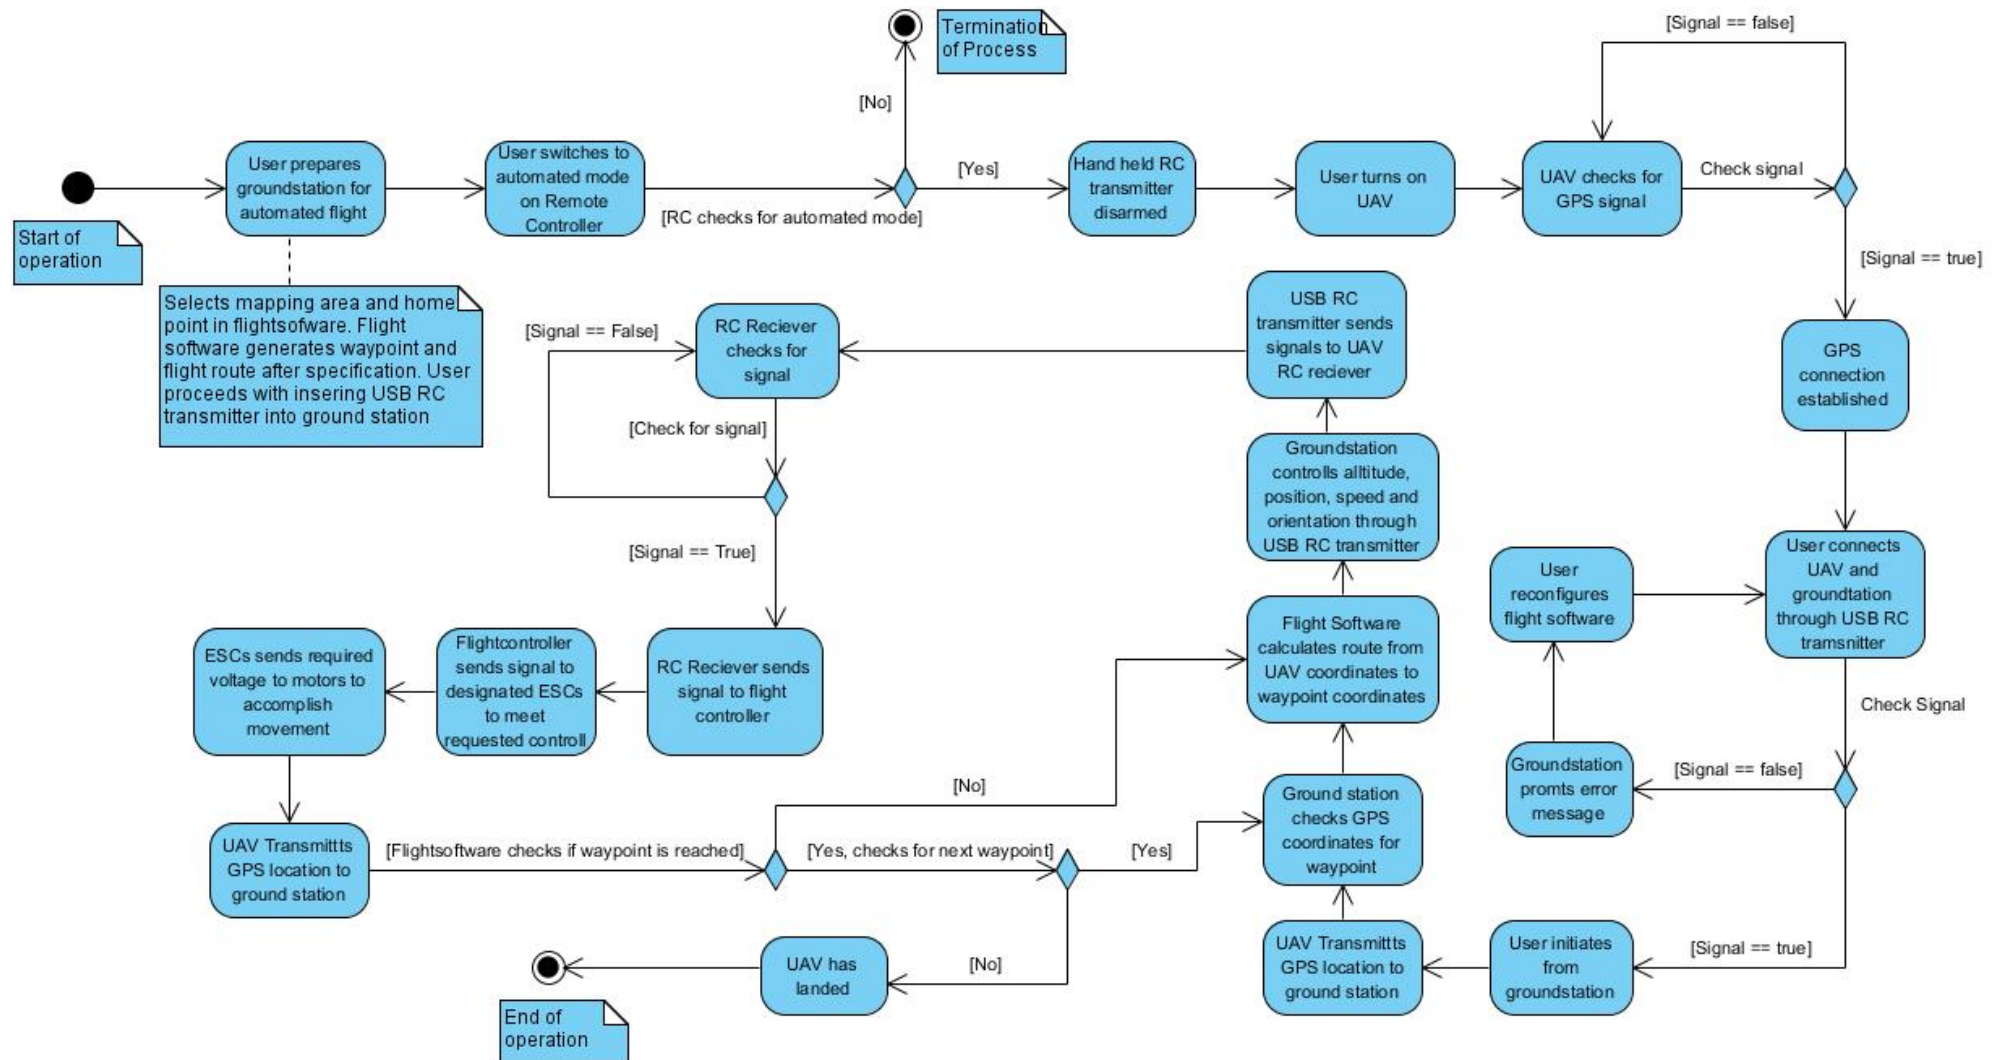 Termination
of Process
[Signal == false]
[No]
User prepares
groundstation for
automated flight
User switches to
automated mode
on Remote
Controller
[RC checks for automated mode]
[Yes]
Hand held RC
transmitter
disarmed
User turns on
UAV
UAV checks for
GPS signal
Check signal
Start of
operation
[Signal == true]
Selects mapping area and home
point in flightsofware. Flight
software generates waypoint and
flight route after specification. User
proceeds with insering USB RC
transmitter into ground station
[Signal == False]
RC Reciever
checks for
signal
USB RC
transmitter sends
signals to UAV
RC reciever
GPS
connection
established
[Check for signal]
Groundstation
controlls alltitude,
position, speed and
orientation through
USB RC transmitter
[Signal == True]
User
reconfigures
flight software
User connects
UAV and
groundtation
through USB RC
tramsnitter
ESCs sends required
voltage to motors to
accomplish
movement
Flightcontroller
sends signal to
designated ESCs
to meet
requested controll
RC Reciever sends
signal to flight
controller
Flight Software
calculates route from
UAV coordinates to
waypoint coordinates
Check Signal
Groundstation
promts error
message
[Signal == false]
[No]
Ground station
checks GPS
coordinates for
waypoint
UAV Transmittts
GPS location to
ground station
[Flightsoftware checks if waypoint is reached]
[Yes, checks for next waypoint]
[Yes]
UAV has
landed
[No]
UAV Transmittts
GPS location to
ground station
User initiates
from
groundstation
[Signal == true]
End of
operation